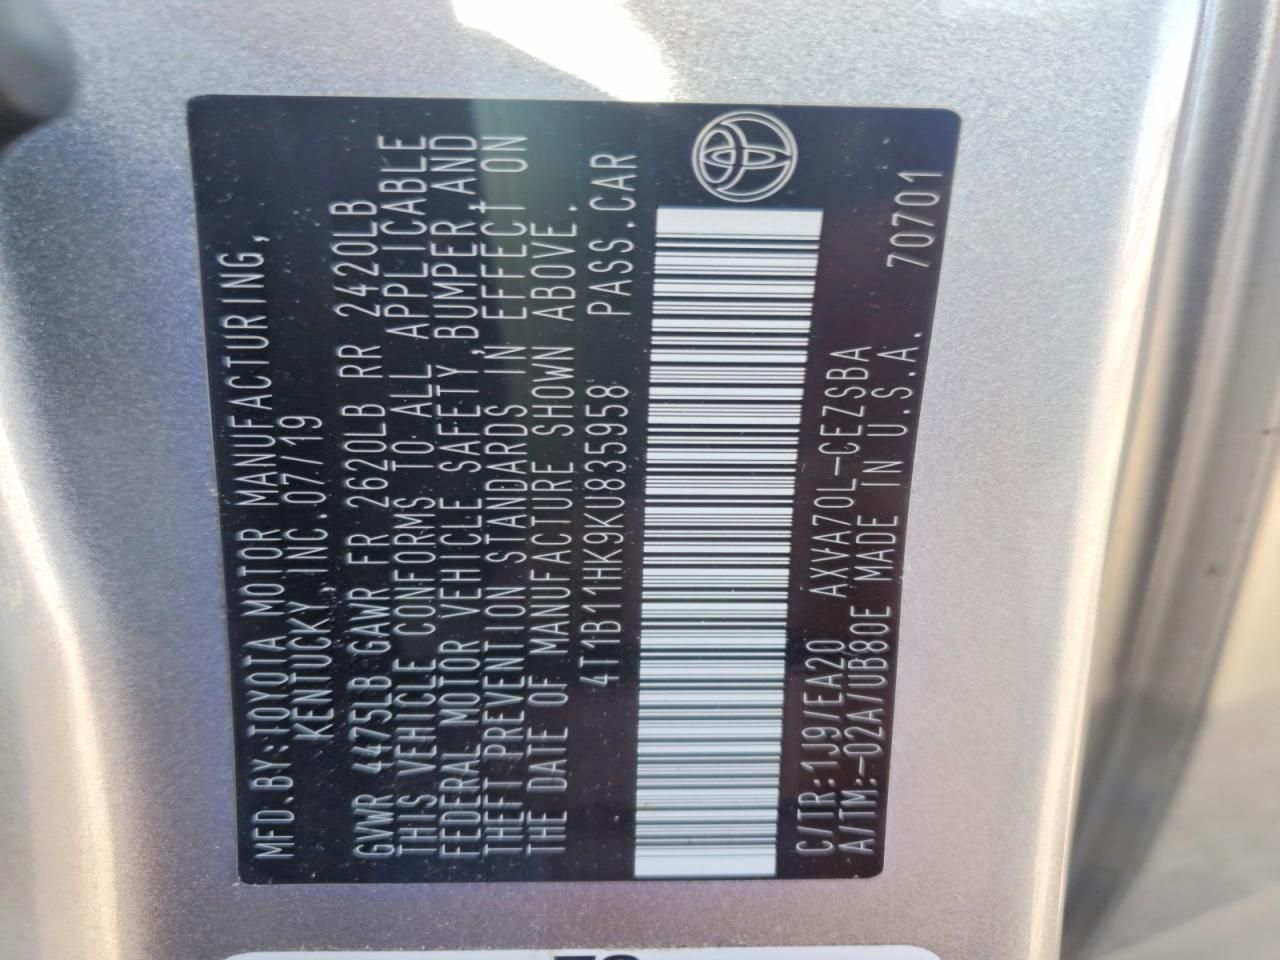 MFD.BY:TOYOTA MOTOR MANUFACTURING,
KENTUCKY,INC.07/19
GVWR 4475LB GAWR FR 2620LB RR 2420LB
THIS VEHICLE CONFORMS TO ALL APPLICABLE
FEDERAL MOTOR VEHICLE SAFETY,BUMPER,AND
THEFT PREVENTION STANDARDS IN EFFECT ON
THE DATE OF MANUFACTURE SHOWN ABOVE.
4T1B11HK9KU835958 PASS.CAR
C/TR:1J9/EA20 AXVA70L-CEZSBA
A/TM:-02A/UB80E MADE IN U.S.A. 70701